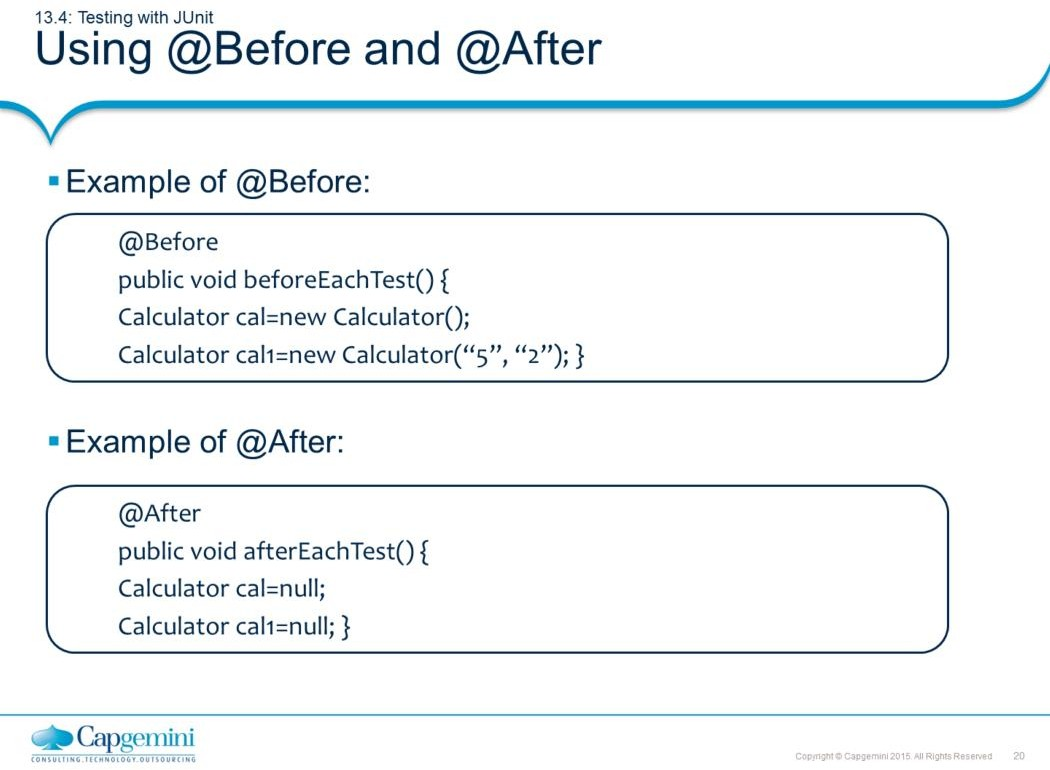 13.4: Testing with JUnit
Using @Before and @After
▪ Example of @Before:
@Before
public void beforeEachTest() {
Calculator cal=new Calculator();
Calculator cal1=new Calculator(“5”, “2”); }
▪ Example of @After:
@After
public void afterEachTest() {
Calculator cal=null;
Calculator cal1=null; }
Capgemini
CONSULTING.TECHNOLOGY.OUTSOURCING
Copyright © Capgemini 2015. All Rights Reserved 20